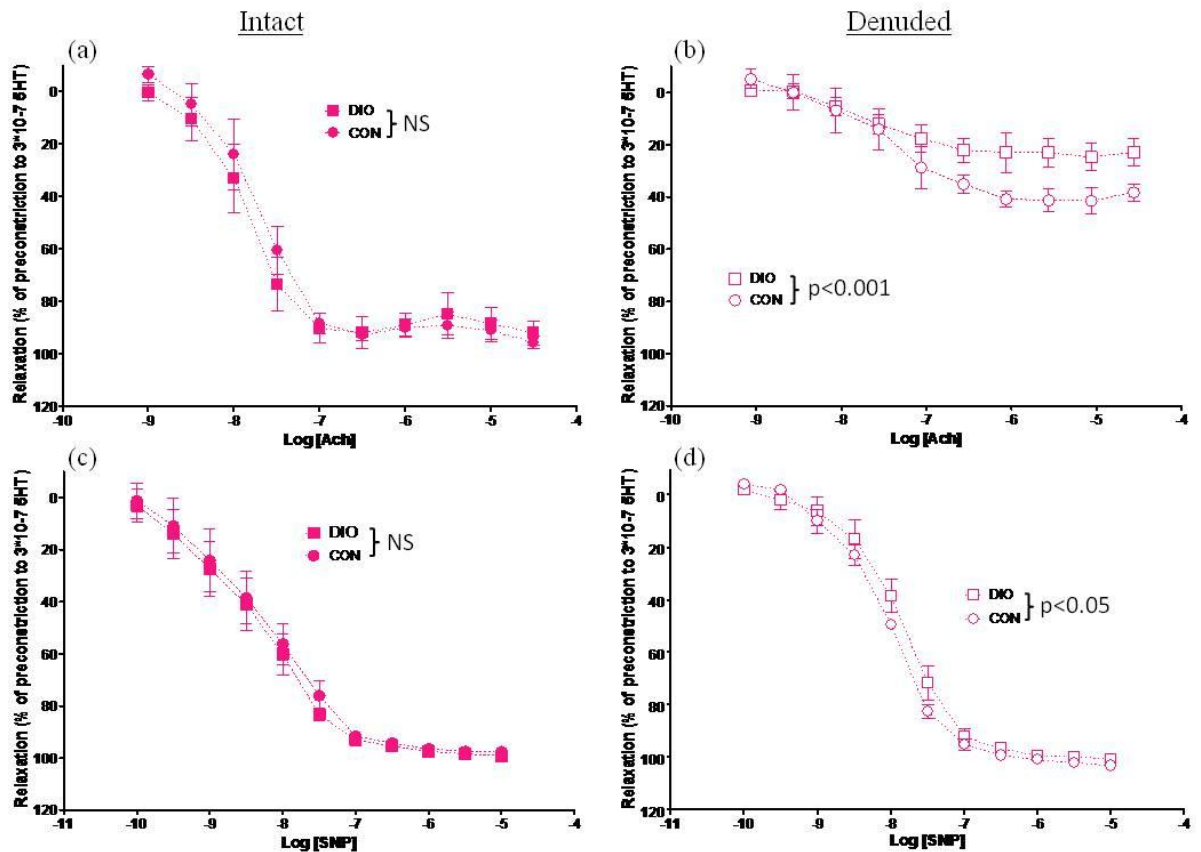 Intact
Denuded
(a)
Relaxation (% of preconstriction to 3*10-7 5HT)
0
20
40
60
80
100
120
DIO
CON
NS
-10
-9
-8
-7
-6
-5
-4
Log [Ach]
(b)
Relaxation (% of preconstriction to 3*10-7 5HT)
0
20
40
60
80
100
120
DIO
CON
p<0.001
-10
-9
-8
-7
-6
-5
-4
Log [Ach]
(c)
Relaxation (% of preconstriction to 3*10-7 5HT)
0
20
40
60
80
100
120
DIO
CON
NS
-11
-10
-9
-8
-7
-6
-5
-4
Log [SNP]
(d)
Relaxation (% of preconstriction to 3*10-7 5HT)
0
20
40
60
80
100
120
DIO
CON
p<0.05
-11
-10
-9
-8
-7
-6
-5
-4
Log [SNP]